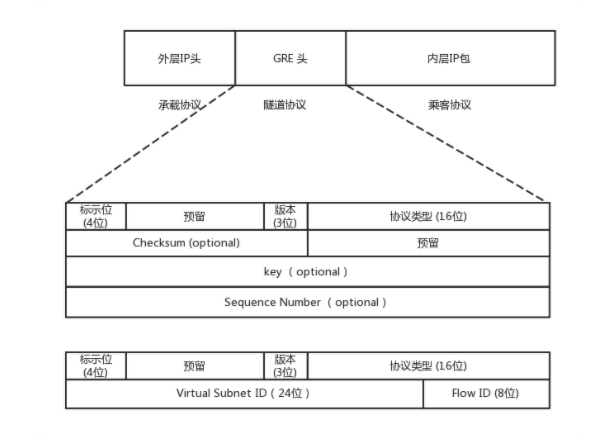 外层IP头
GRE 头
内层IP包
承载协议
隧道协议
乘客协议
标示位
(4位)
预留
版本
(3位)
协议类型 (16位)
Checksum (optional)
预留
key （ optional ）
Sequence Number （ optional ）
标示位
(4位)
预留
版本
(3位)
协议类型 (16位)
Virtual Subnet ID（ 24位 ）
Flow ID (8位)